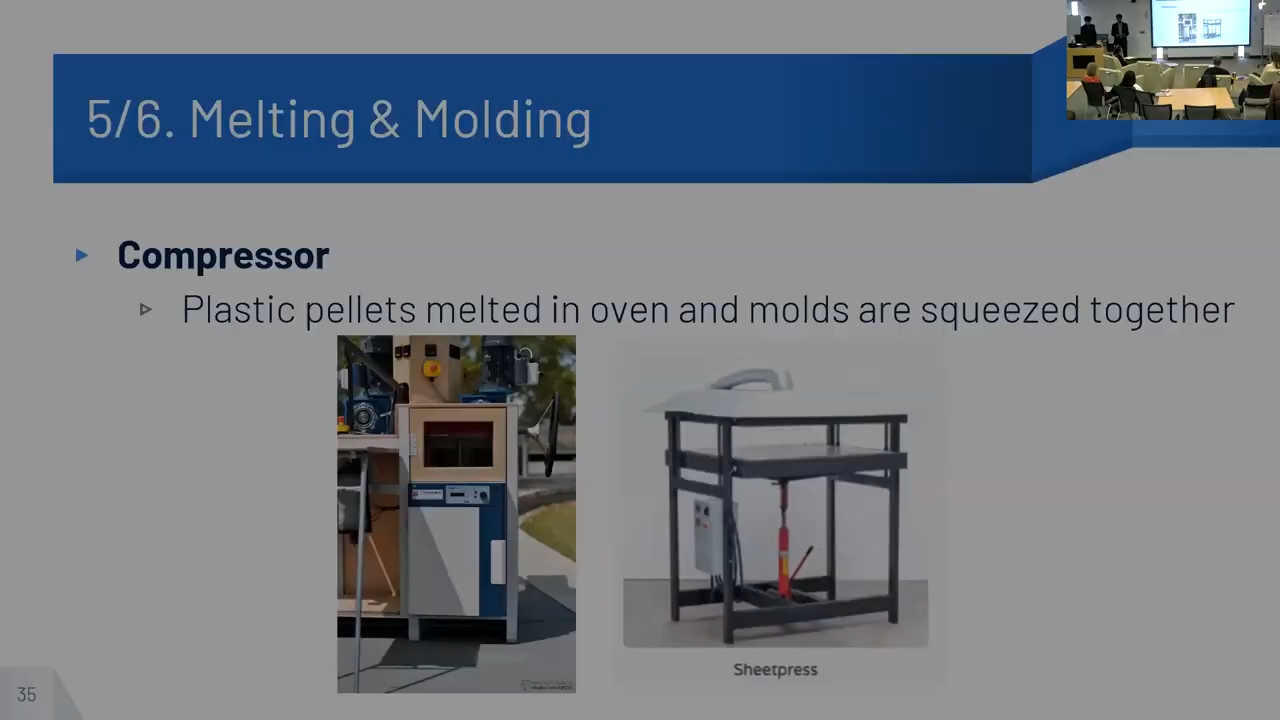 5/6. Melting & Molding
Compressor
Plastic pellets melted in oven and molds are squeezed together
Sheetpress
35